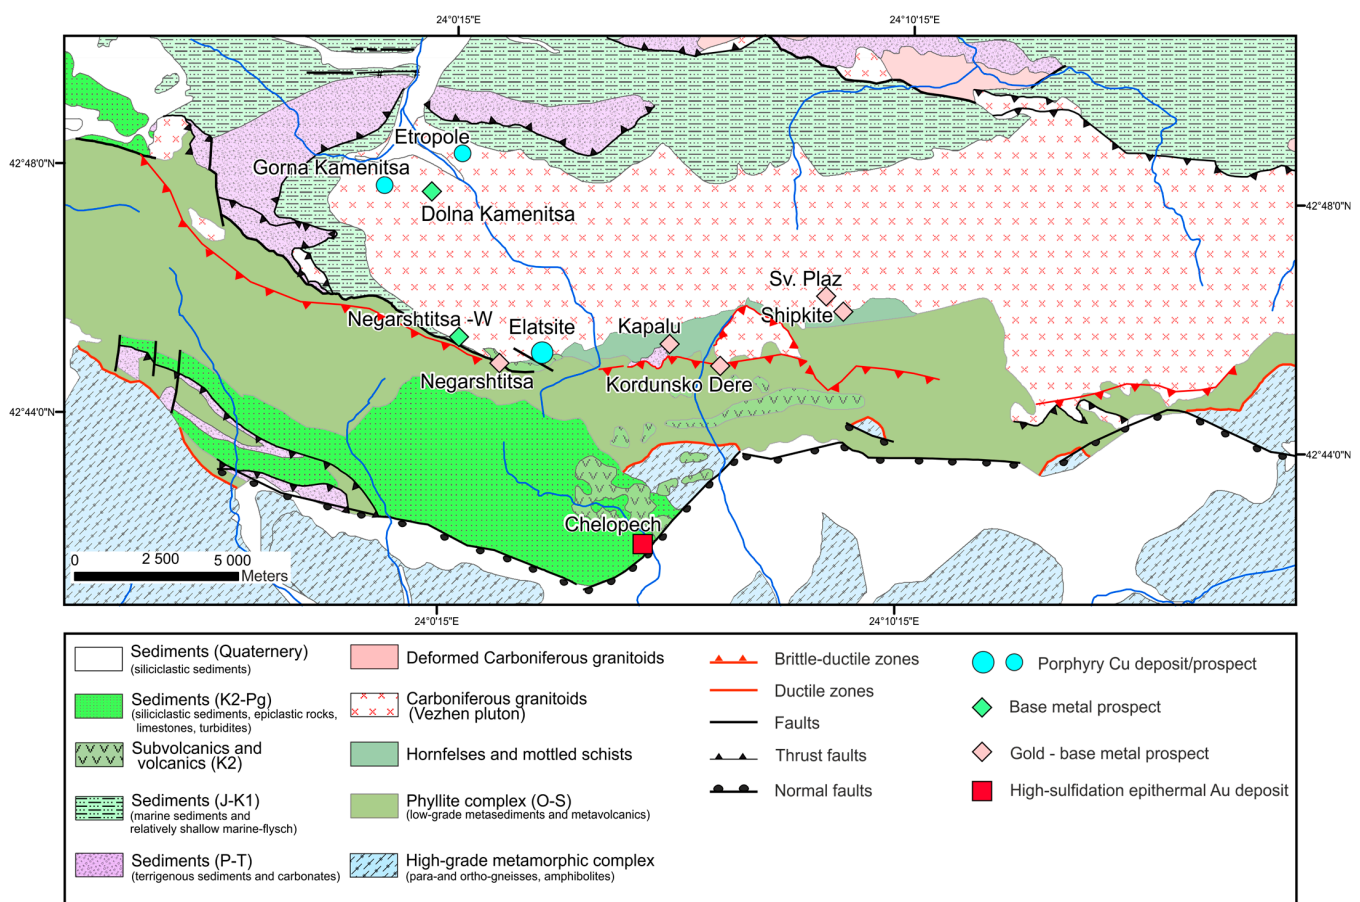 24°0'15"E
24°10'15"E
42°48'0"N
42°48'0"N
Etropole
Gorna Kamenitsa
Dolna Kamenitsa
Sv. Plaz
Shipkite
Negarshtitsa -W
Elatsite
Kapalu
Negarshtitsa
Kordunsko Dere
42°44'0"N
42°44'0"N
Chelopech
0 2 500 5 000
Meters
24°0'15"E
24°10'15"E
Sediments (Quaternery)
(siliciclastic sediments)
Sediments (K2-Pg)
(siliciclastic sediments, epiclastic rocks,
limestones, turbidites)
Subvolcanics and
volcanics (K2)
Sediments (J-K1)
(marine sediments and
relatively shallow marine-flysch)
Sediments (P-T)
(terrigenous sediments and carbonates)
Deformed Carboniferous granitoids
Carboniferous granitoids
(Vezhen pluton)
Hornfelses and mottled schists
Phyllite complex (O-S)
(low-grade metasediments and metavolcanics)
High-grade metamorphic complex
(para-and ortho-gneisses, amphibolites)
Brittle-ductile zones
Ductile zones
Faults
Thrust faults
Normal faults
Porphyry Cu deposit/prospect
Base metal prospect
Gold - base metal prospect
High-sulfidation epithermal Au deposit